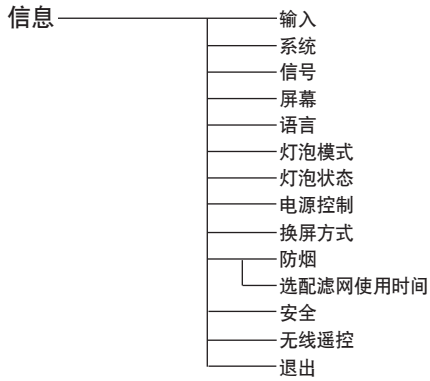 信息
输入
系统
信号
屏幕
语言
灯泡模式
灯泡状态
电源控制
换屏方式
防烟
选配滤网使用时间
安全
无线遥控
退出